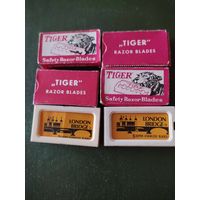 TIGER
Safety Razor-Blades
„TIGER"
RAZOR BLADES
„TIGER"
RAZOR BLADES
TIGER
Safety Razor-Blades
LONDON
BRIDGE
LONDON
BRIDGE